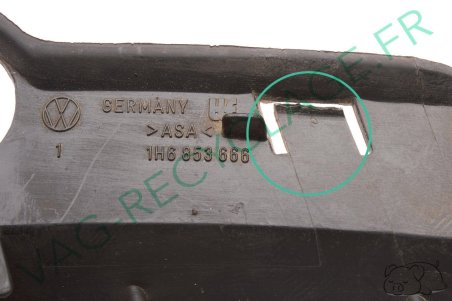 GERMANY
>ASA<
1
1H6 853 666
VAG-RECYCLAGE.FR